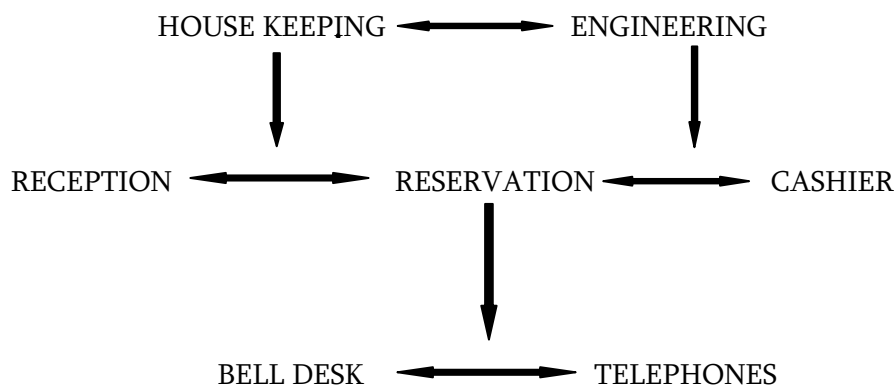 HOUSE KEEPING ENGINEERING
RECEPTION RESERVATION CASHIER
BELL DESK TELEPHONES